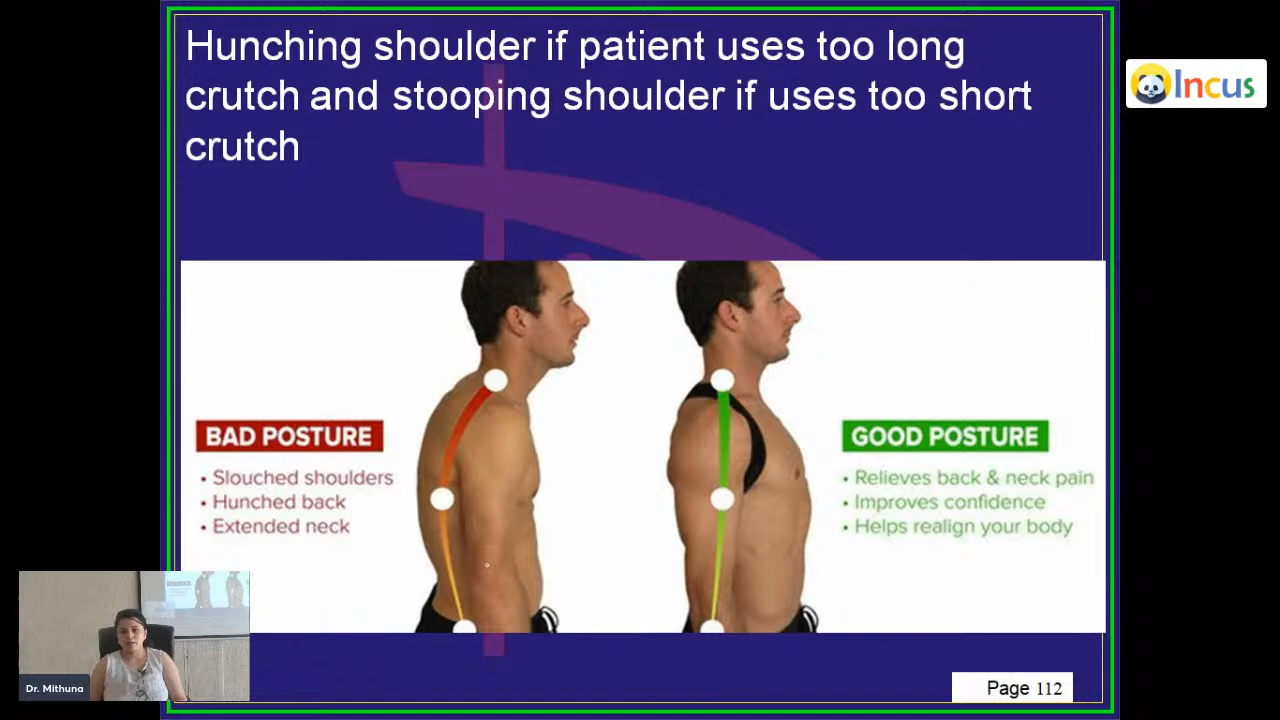 Hunching shoulder if patient uses too long
crutch and stooping shoulder if uses too short
crutch
Incus
BAD POSTURE
• Slouched shoulders
• Hunched back
• Extended neck
GOOD POSTURE
• Relieves back & neck pain
• Improves confidence
• Helps realign your body
Dr. Mithuna
Page 112